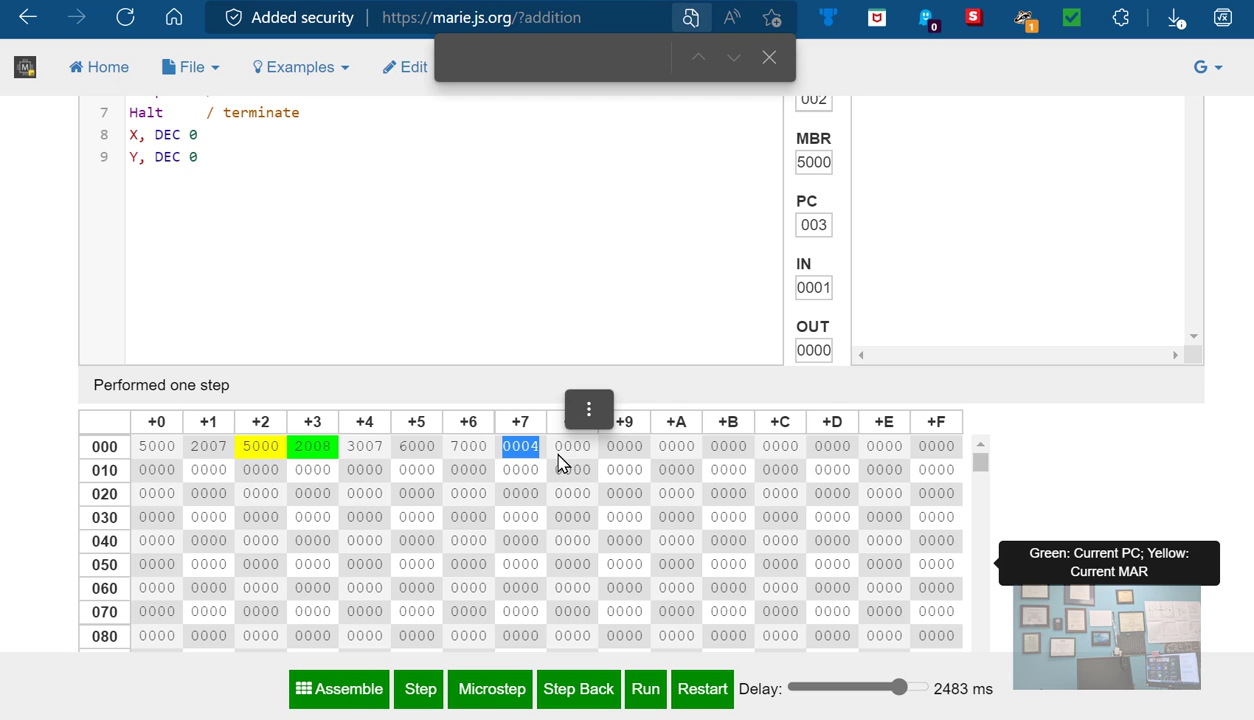 Added security https://marie.js.org/?addition
Home File Examples Edit G
7 Halt / terminate
8 X, DEC 0
9 Y, DEC 0
002
MBR
5000
PC
003
IN
0001
OUT
0000
Performed one step
+0 +1 +2 +3 +4 +5 +6 +7 +9 +A +B +C +D +E +F
000 5000 2007 5000 2008 3007 6000 7000 0004 0000 0000 0000 0000 0000 0000 0000 0000
010 0000 0000 0000 0000 0000 0000 0000 0000 0000 0000 0000 0000 0000 0000 0000 0000
020 0000 0000 0000 0000 0000 0000 0000 0000 0000 0000 0000 0000 0000 0000 0000 0000
030 0000 0000 0000 0000 0000 0000 0000 0000 0000 0000 0000 0000 0000 0000 0000 0000
040 0000 0000 0000 0000 0000 0000 0000 0000 0000 0000 0000 0000 0000 0000 0000 0000
050 0000 0000 0000 0000 0000 0000 0000 0000 0000 0000 0000 0000 0000 0000 0000 0000
060 0000 0000 0000 0000 0000 0000 0000 0000 0000 0000 0000 0000 0000 0000 0000 0000
070 0000 0000 0000 0000 0000 0000 0000 0000 0000 0000 0000 0000 0000 0000 0000 0000
080 0000 0000 0000 0000 0000 0000 0000 0000 0000 0000 0000 0000 0000 0000 0000 0000
Green: Current PC; Yellow:
Current MAR
Assemble Step Microstep Step Back Run Restart Delay: 2483 ms